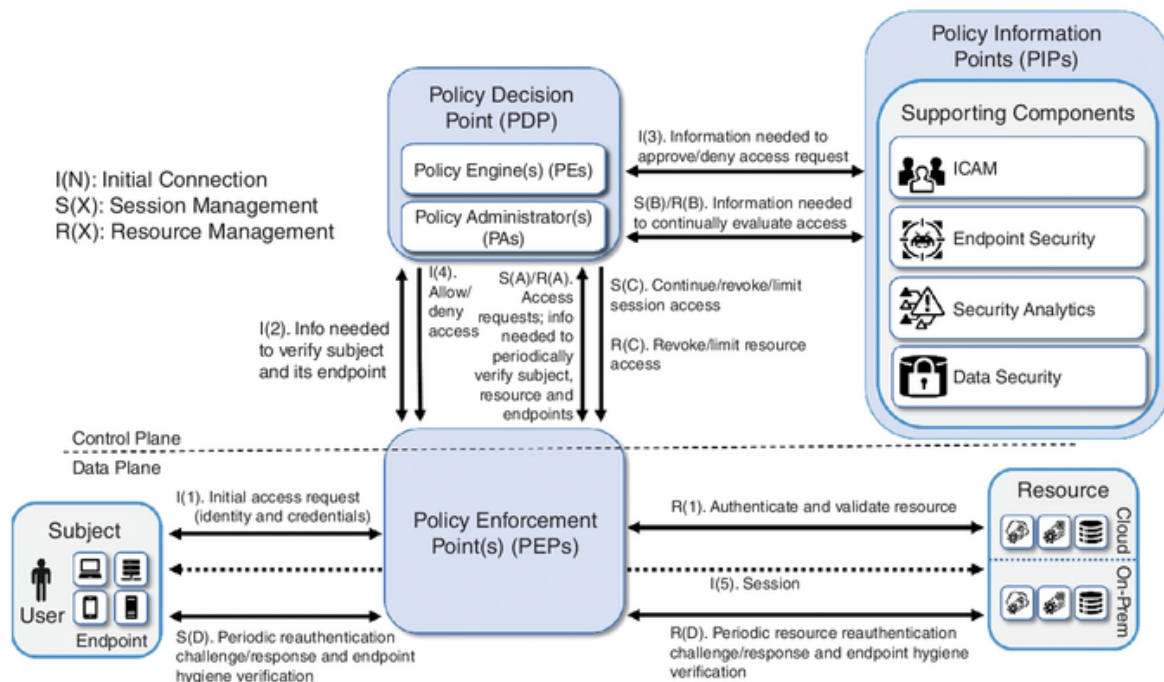 Policy Information
Points (PIPs)
Supporting Components
ICAM
Endpoint Security
Security Analytics
Data Security
Policy Decision
Point (PDP)
Policy Engine(s) (PEs)
Policy Administrator(s)
(PAs)
I(3). Information needed to
approve/deny access request
S(B)/R(B). Information needed
to continually evaluate access
I(N): Initial Connection
S(X): Session Management
R(X): Resource Management
I(2). Info needed
to verify subject
and its endpoint
I(4).
Allow/
deny
access
S(A)/R(A).
Access
requests; info
needed to
periodically
verify subject,
resource and
endpoints
S(C). Continue/revoke/limit
session access
R(C). Revoke/limit resource
access
Control Plane
Data Plane
Subject
User
Endpoint
I(1). Initial access request
(identity and credentials)
S(D). Periodic reauthentication
challenge/response and endpoint
hygiene verification
Policy Enforcement
Point(s) (PEPs)
R(1). Authenticate and validate resource
I(5). Session
R(D). Periodic resource reauthentication
challenge/response and endpoint hygiene
verification
Resource
Cloud
On-Prem